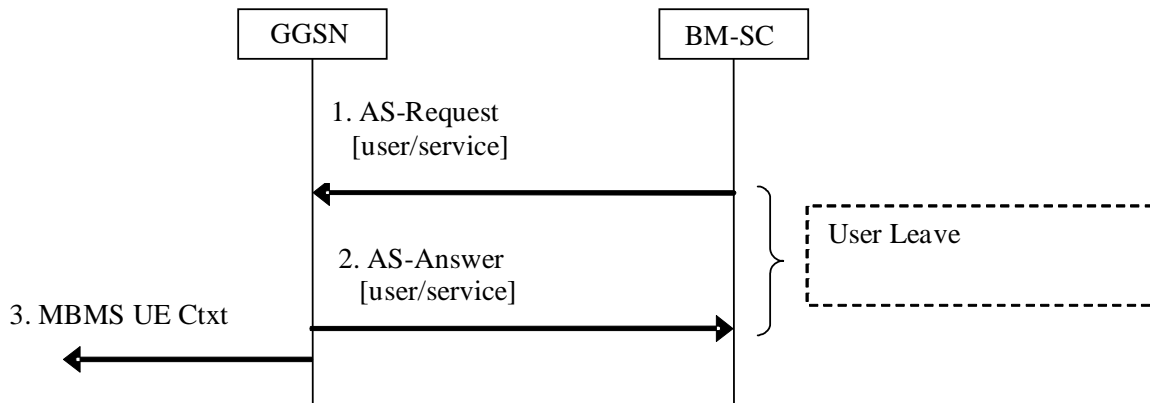 GGSN
BM-SC
1. AS-Request
[user/service]
User Leave
2. AS-Answer
[user/service]
3. MBMS UE Ctxt